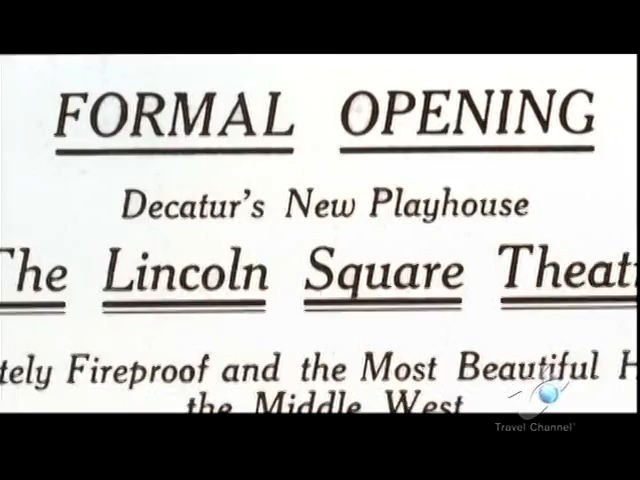 FORMAL OPENING
Decatur's New Playhouse
The Lincoln Square Theat
tely Fireproof and the Most Beautiful H
the Middle West
Travel Channel